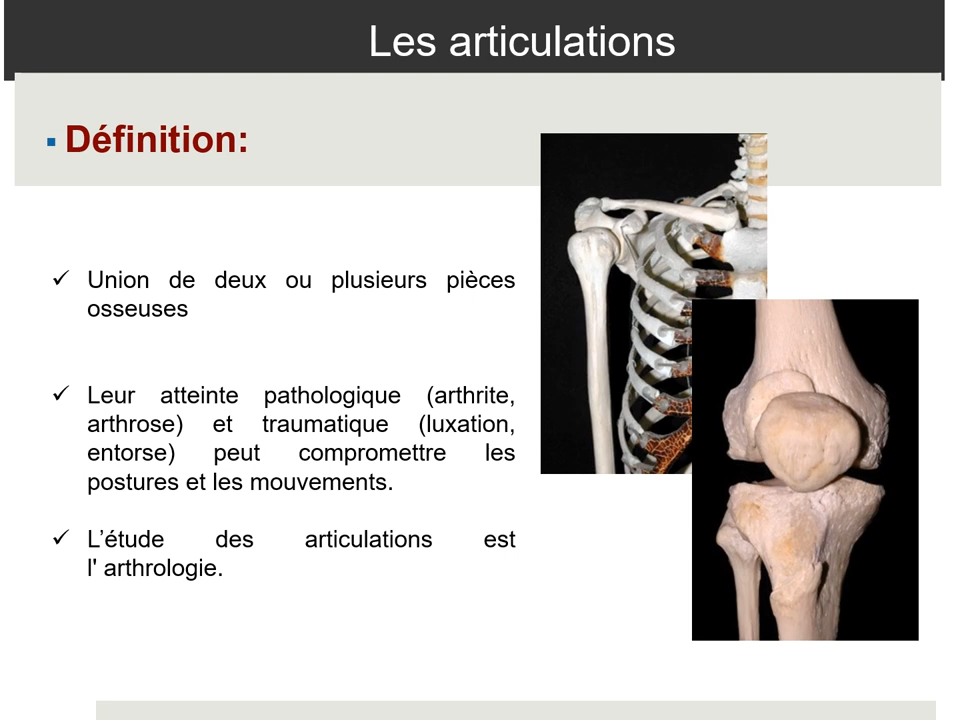 Les articulations
▪ Définition:
✓ Union de deux ou plusieurs pièces
osseuses
✓ Leur atteinte pathologique (arthrite,
arthrose) et traumatique (luxation,
entorse) peut compromettre les
postures et les mouvements.
✓ L’étude des articulations est
l' arthrologie.